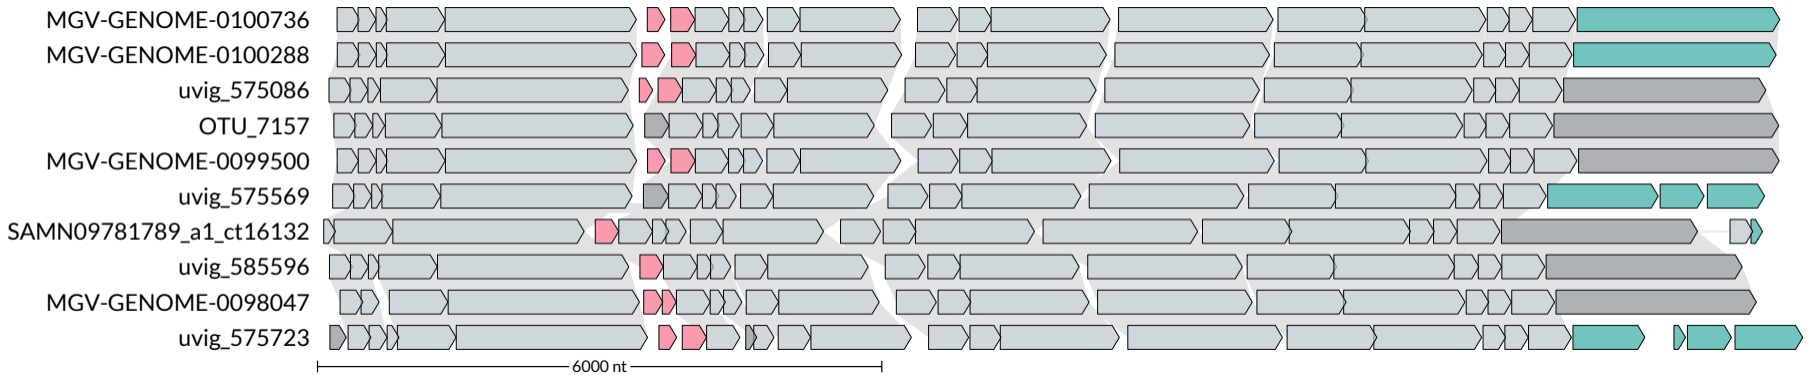 MGV-GENOME-0100736
MGV-GENOME-0100288
uvig_575086
OTU_7157
MGV-GENOME-0099500
uvig_575569
SAMN09781789_a1_ct16132
uvig_585596
MGV-GENOME-0098047
uvig_575723
6000 nt